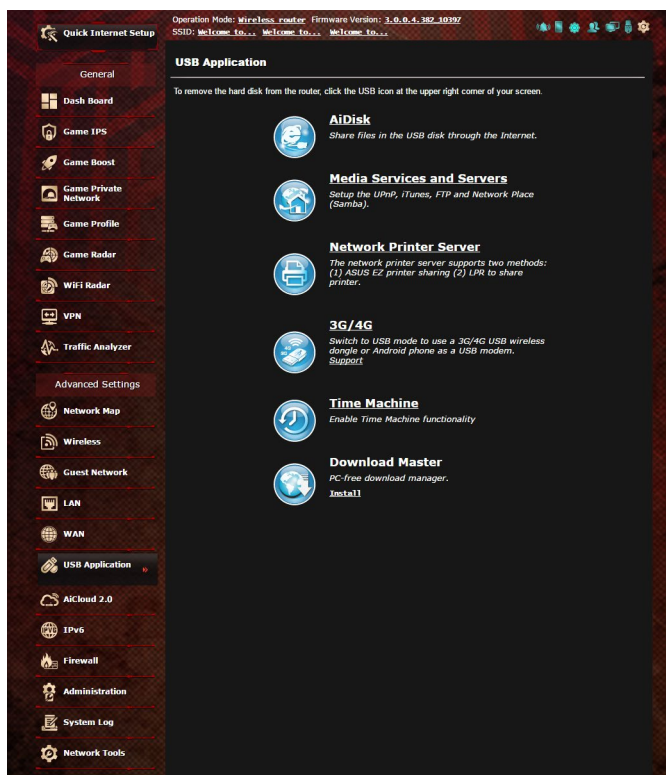 Operation Mode: Wireless router Firmware Version: 3.0.0.4.382_10397
SSID: Welcome to... Welcome to... Welcome to...
Quick Internet Setup
General
Dash Board
Game IPS
Game Boost
Game Private
Network
Game Profile
Game Radar
WiFi Radar
VPN
Traffic Analyzer
Advanced Settings
Network Map
Wireless
Guest Network
LAN
WAN
USB Application
AiCloud 2.0
IPv6
Firewall
Administration
System Log
Network Tools
USB Application
To remove the hard disk from the router, click the USB icon at the upper right corner of your screen.
AiDisk
Share files in the USB disk through the Internet.
Media Services and Servers
Setup the UPnP, iTunes, FTP and Network Place
(Samba).
Network Printer Server
The network printer server supports two methods:
(1) ASUS EZ printer sharing (2) LPR to share
printer.
3G/4G
Switch to USB mode to use a 3G/4G USB wireless
dongle or Android phone as a USB modem.
Support
Time Machine
Enable Time Machine functionality
Download Master
PC-free download manager.
Install